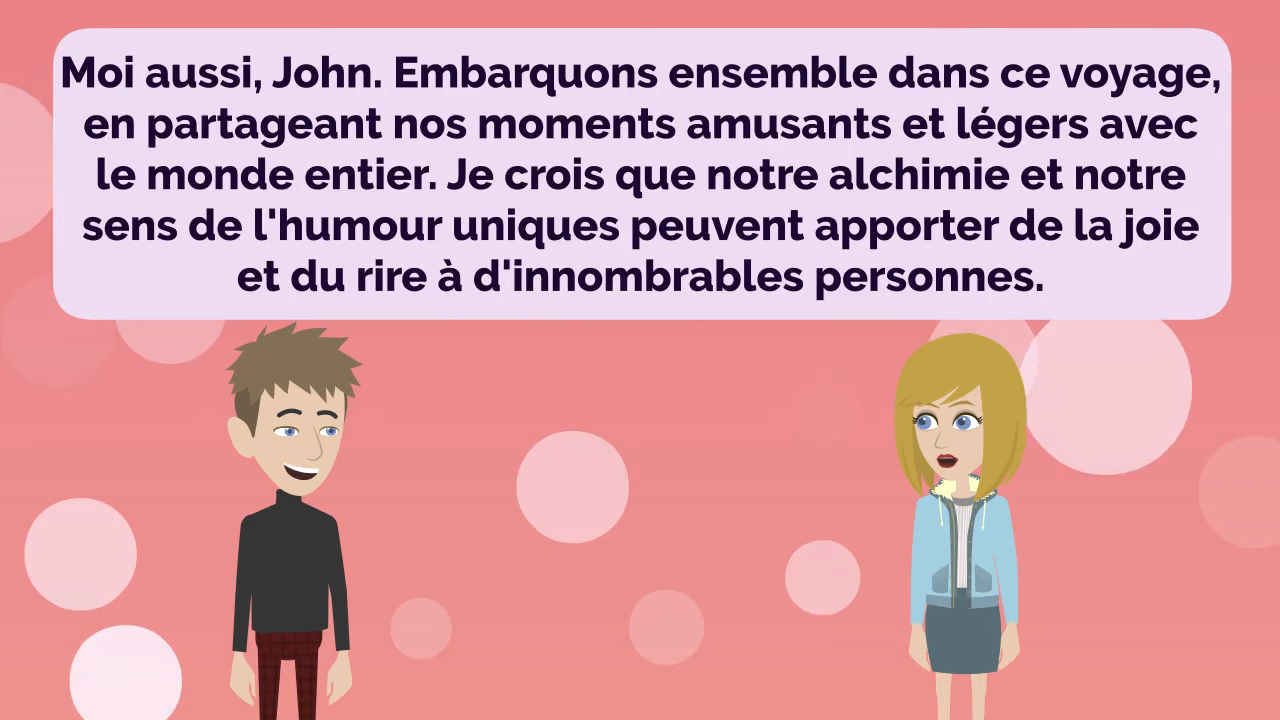 Moi aussi, John. Embarquons ensemble dans ce voyage,
en partageant nos moments amusants et légers avec
le monde entier. Je crois que notre alchimie et notre
sens de l'humour uniques peuvent apporter de la joie
et du rire à d'innombrables personnes.